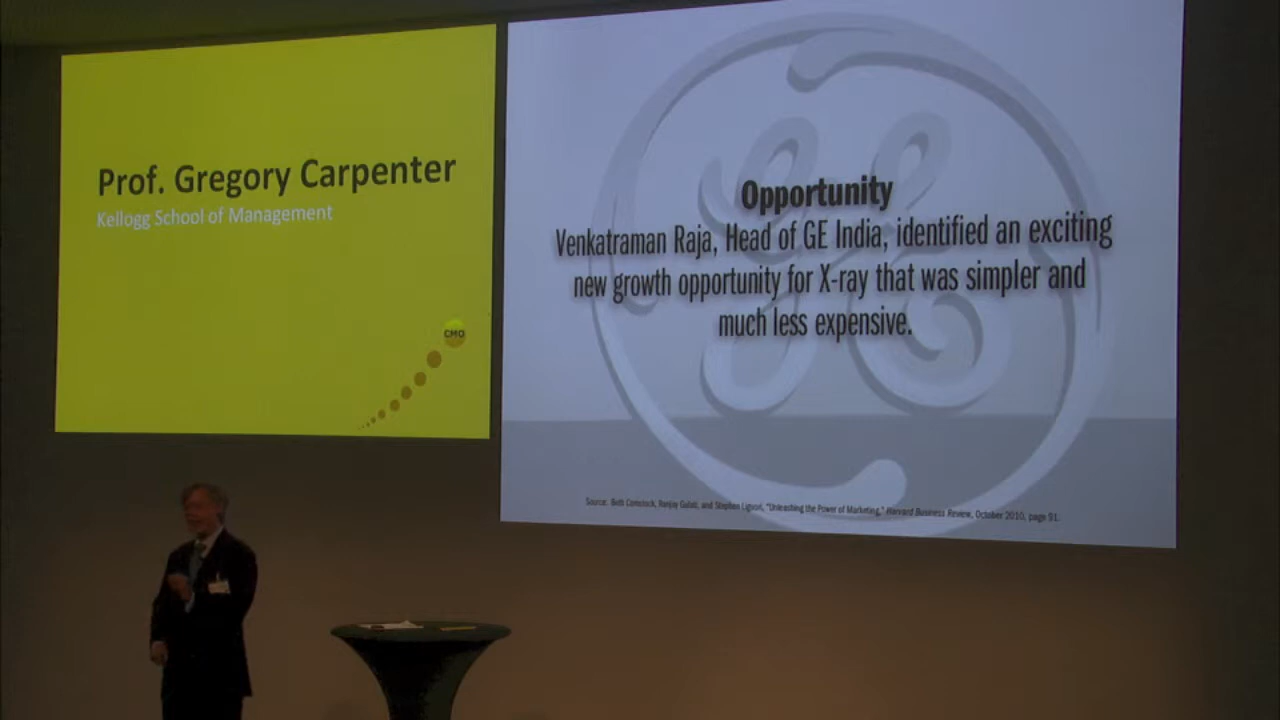 Prof. Gregory Carpenter
Kellogg School of Management
CMO
Opportunity
Venkatraman Raja, Head of GE India, identified an exciting
new growth opportunity for X-ray that was simpler and
much less expensive.
Source: Beth Comstock, Ranjay Gulati, and Stephen Liguori, "Unleashing the Power of Marketing," Harvard Business Review, October 2010, page 91.